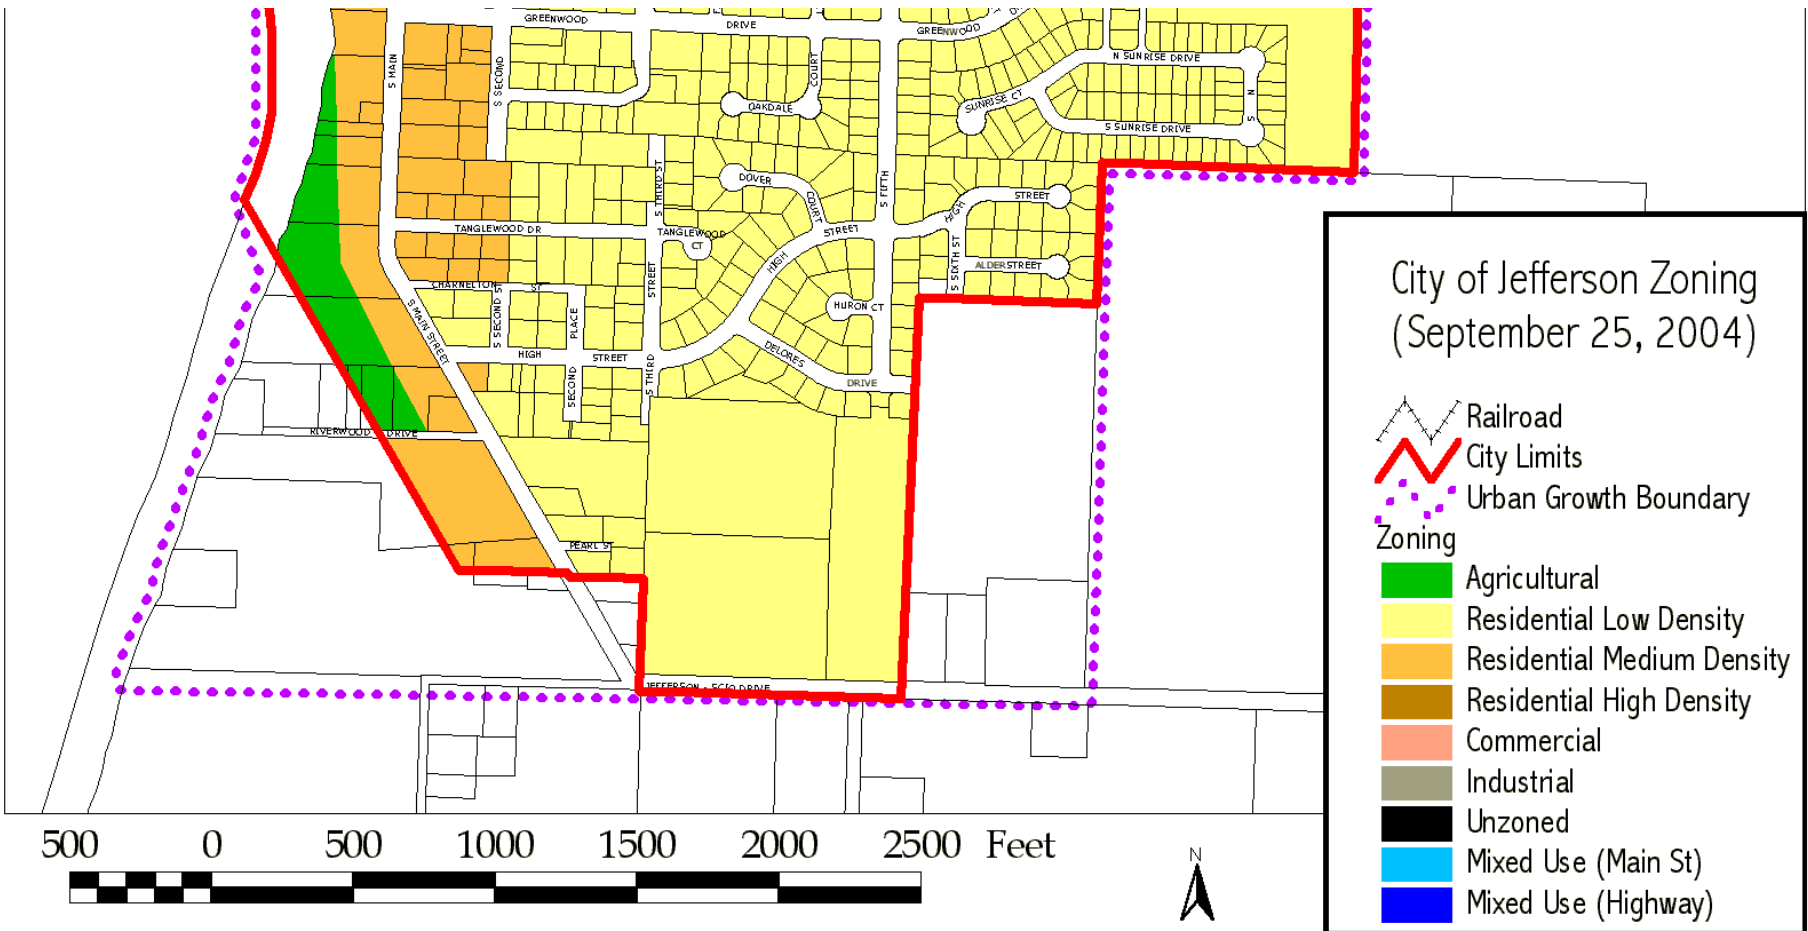 GREENWOOD
DRIVE
GREENWOOD
S MAIN
S SECOND
COURT
OAKDALE
N SUNRISE DRIVE
SUNRISE CT
S SUNRISE DRIVE
N
S
S THIRD ST
DOVER
COURT
S FIFTH
HIGH
STREET
TANGLEWOOD DR
TANGLEWOOD
CT
STREET
HIGH
S SIXTH ST
ALDERSTREET
CHARNELTON ST
STREET
HURON CT
S MAIN STREET
S SECOND ST
PLACE
HIGH
STREET
DELORES
DRIVE
SECOND
S THIRD
RIVERWOOD DRIVE
PEARL ST
JEFFERSON - SCIO DRIVE
City of Jefferson Zoning
(September 25, 2004)
Railroad
City Limits
Urban Growth Boundary
Zoning
Agricultural
Residential Low Density
Residential Medium Density
Residential High Density
Commercial
Industrial
Unzoned
Mixed Use (Main St)
Mixed Use (Highway)
500 0 500 1000 1500 2000 2500 Feet
N